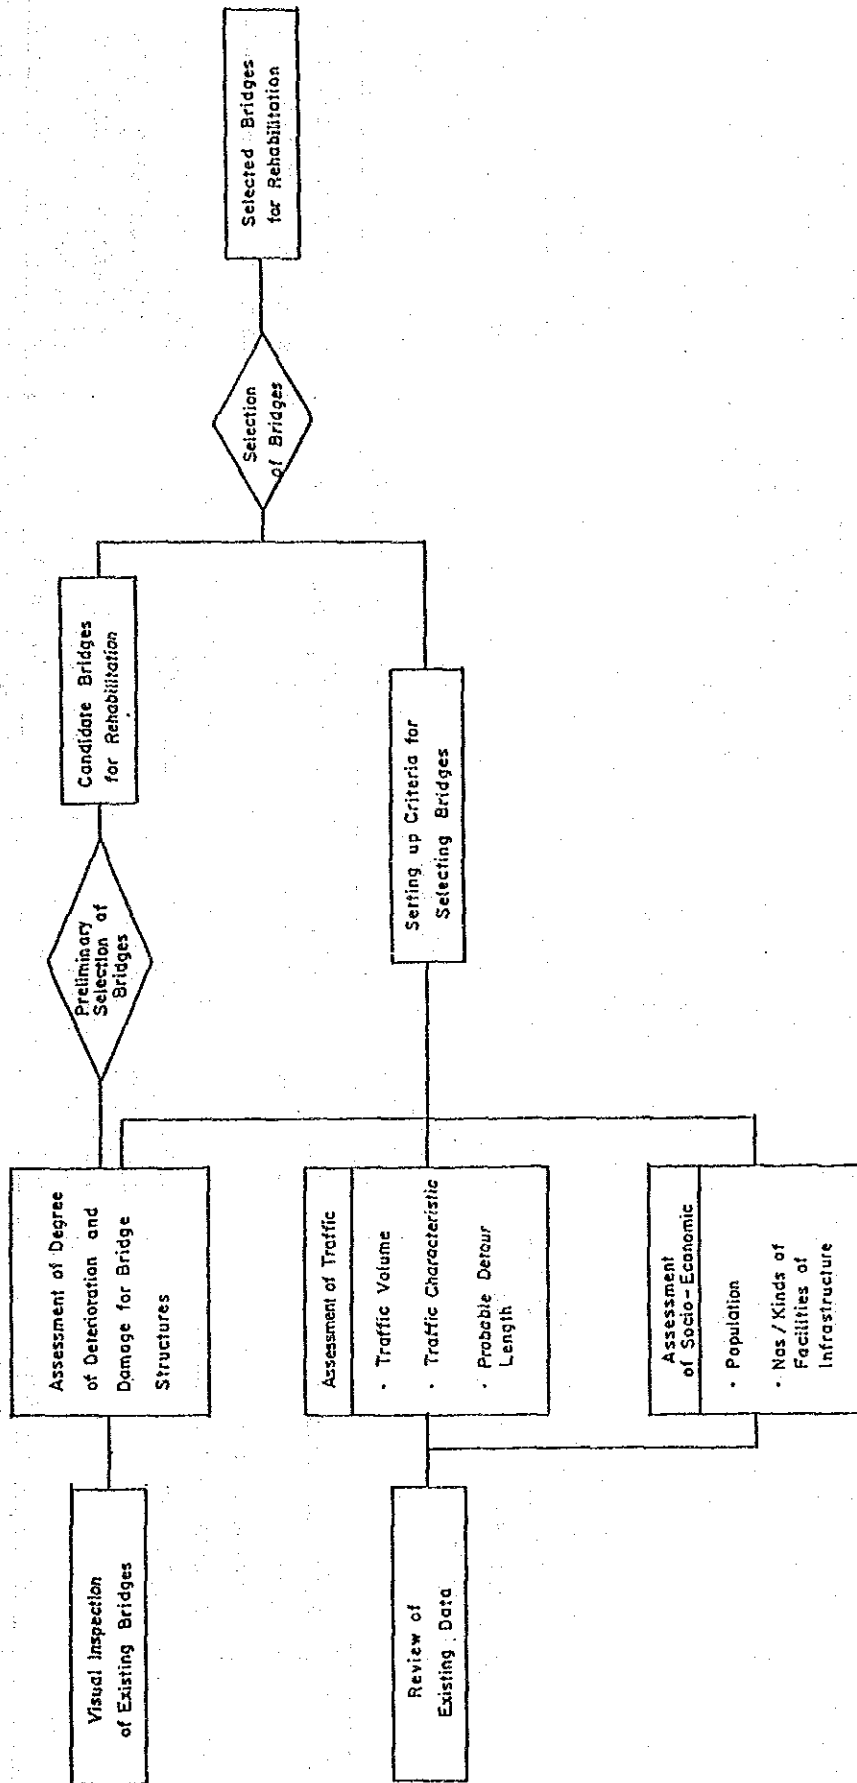 Visual Inspection
of Existing Bridges
Assessment of Degree
of Deterioration and
Damage for Bridge
Structures
Preliminary
Selection of
Bridges
Candidate Bridges
for Rehabilitation
Review of
Existing Data
Assessment of Traffic
· Traffic Volume
· Traffic Characteristic
· Probable Detour
Length
Assessment
of Socio-Economic
· Population
· Nos / Kinds of
Facilities of
Infrastructure
Serting up Criteria for
Selecting Bridges
Selection
of Bridges
Selected Bridges
for Rehabilitation